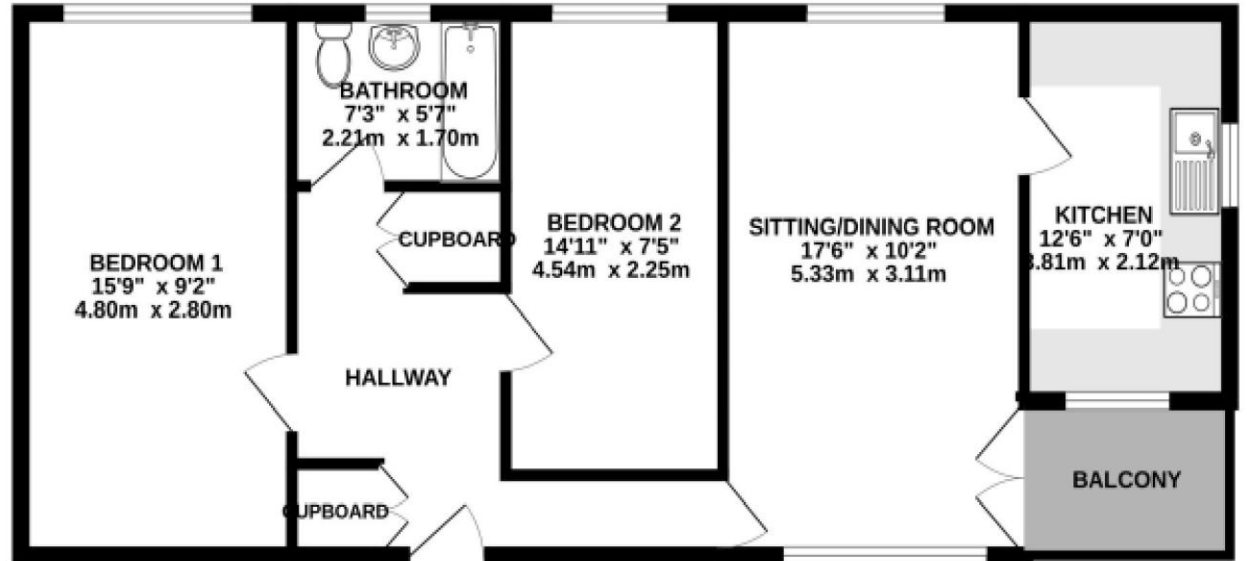 BATHROOM
7'3" x 5'7"
2.21m x 1.70m
BEDROOM 1
15'9" x 9'2"
4.80m x 2.80m
CUPBOARD
BEDROOM 2
14'11" x 7'5"
4.54m x 2.25m
SITTING/DINING ROOM
17'6" x 10'2"
5.33m x 3.11m
KITCHEN
12'6" x 7'0"
3.81m x 2.12m
HALLWAY
CUPBOARD
BALCONY